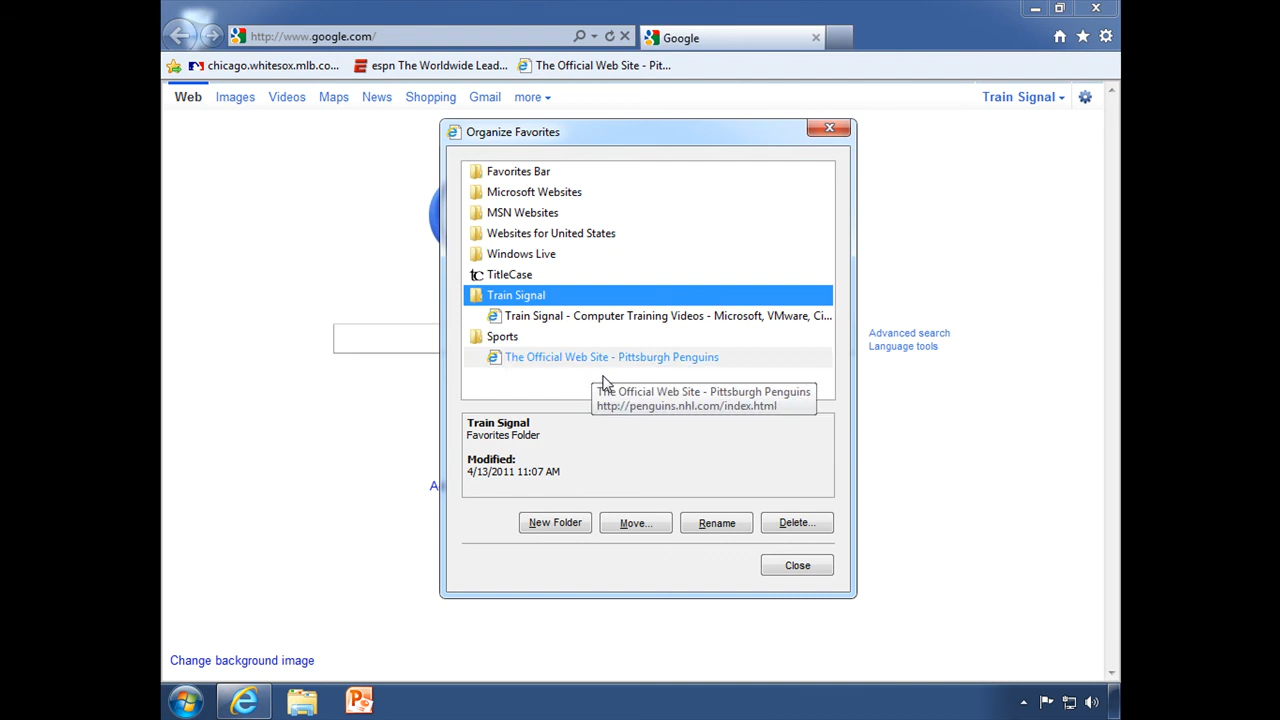 http://www.google.com/
Google
chicago.whitesox.mlb.co...
espn The Worldwide Lead...
The Official Web Site - Pit...
Web Images Videos Maps News Shopping Gmail more
Train Signal
Organize Favorites
Favorites Bar
Microsoft Websites
MSN Websites
Websites for United States
Windows Live
tc TitleCase
Train Signal
Train Signal - Computer Training Videos - Microsoft, VMware, Ci...
Sports
The Official Web Site - Pittsburgh Penguins
The Official Web Site - Pittsburgh Penguins
http://penguins.nhl.com/index.html
Advanced search
Language tools
Train Signal
Favorites Folder
Modified:
4/13/2011 11:07 AM
A
New Folder
Move...
Rename
Delete...
Close
Change background image